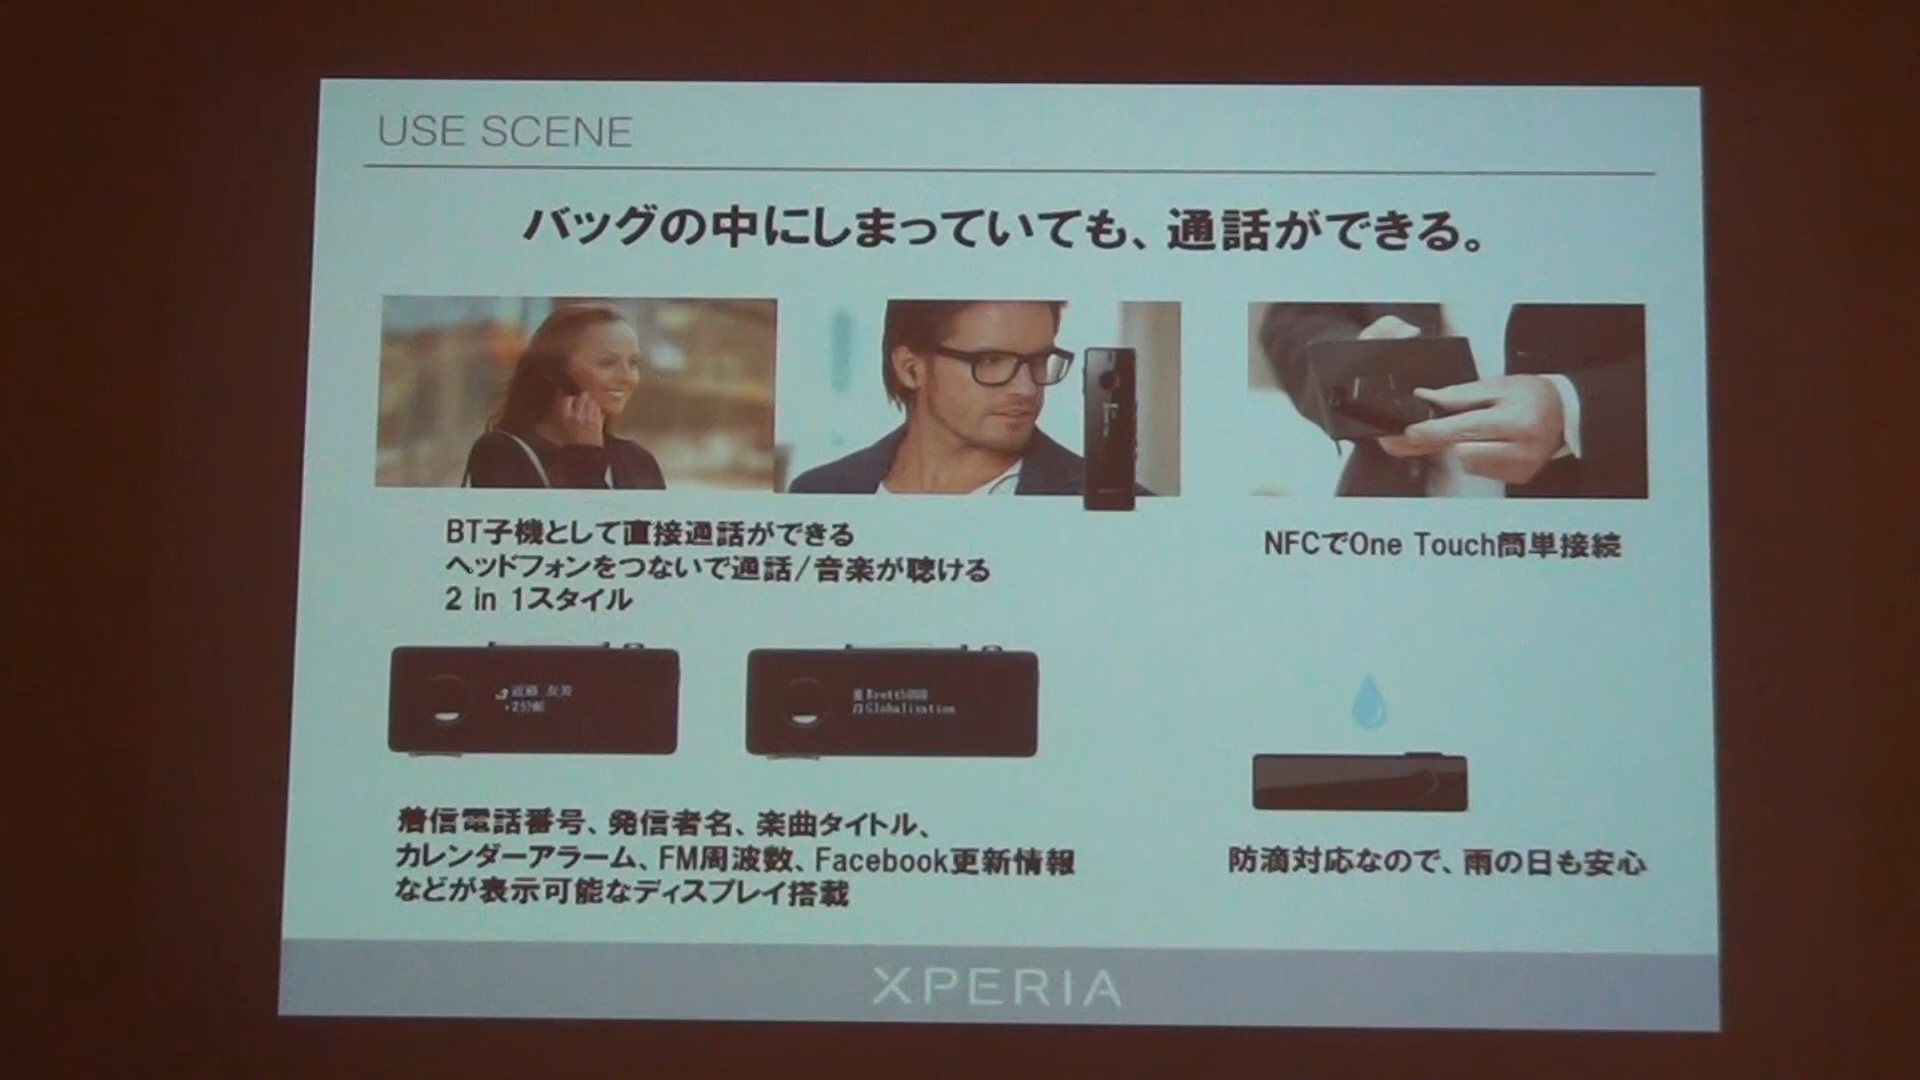 USE SCENE
バッグの中にしまっていても、通話ができる。
BT子機として直接通話ができる
ヘッドフォンをつないで通話/音楽が聴ける
2 in 1スタイル
NFCでOne Touch簡単接続
Brett5000
Globalization
着信電話番号、発信者名、楽曲タイトル、
カレンダーアラーム、FM周波数、Facebook更新情報
などが表示可能なディスプレイ搭載
防滴対応なので、雨の日も安心
XPERIA